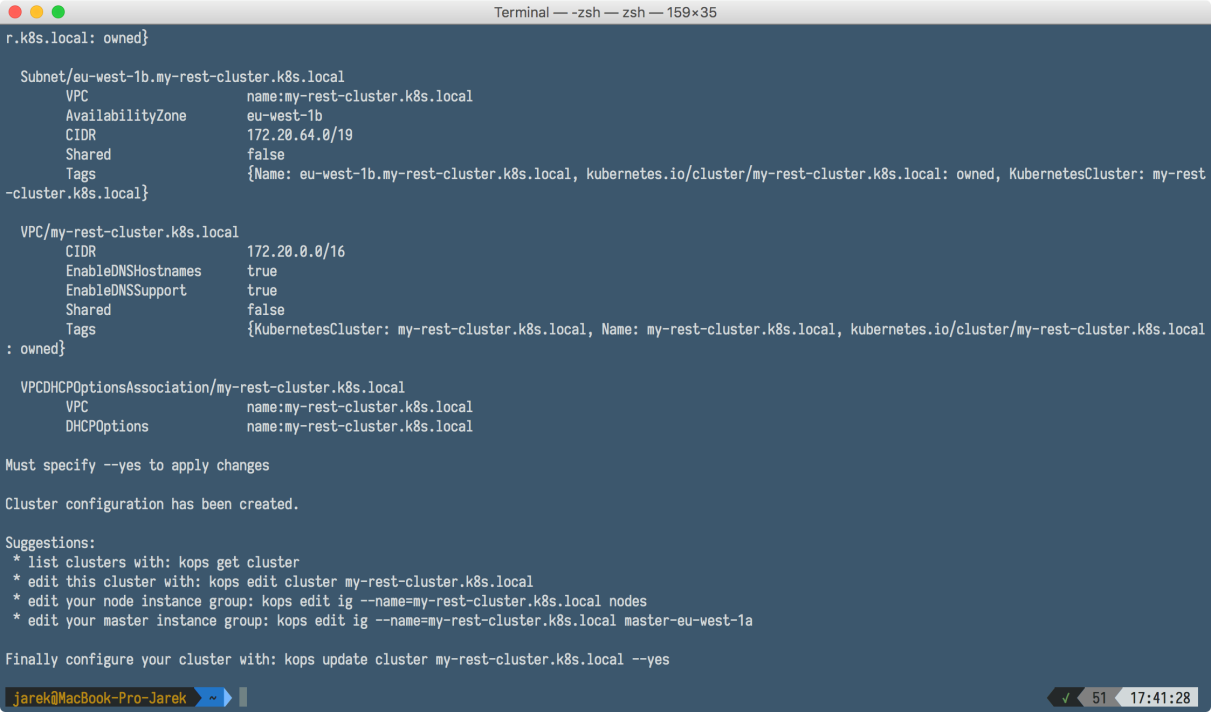 Terminal — -zsh — zsh — 159×35
r.k8s.local: owned}
Subnet/eu-west-1b.my-rest-cluster.k8s.local
VPC name:my-rest-cluster.k8s.local
AvailabilityZone eu-west-1b
CIDR 172.20.64.0/19
Shared false
Tags {Name: eu-west-1b.my-rest-cluster.k8s.local, kubernetes.io/cluster/my-rest-cluster.k8s.local: owned, KubernetesCluster: my-rest
-cluster.k8s.local}
VPC/my-rest-cluster.k8s.local
CIDR 172.20.0.0/16
EnableDNSHostnames true
EnableDNSSupport true
Shared false
Tags {KubernetesCluster: my-rest-cluster.k8s.local, Name: my-rest-cluster.k8s.local, kubernetes.io/cluster/my-rest-cluster.k8s.local
: owned}
VPCDHCPOptionsAssociation/my-rest-cluster.k8s.local
VPC name:my-rest-cluster.k8s.local
DHCPOptions name:my-rest-cluster.k8s.local
Must specify --yes to apply changes
Cluster configuration has been created.
Suggestions:
* list clusters with: kops get cluster
* edit this cluster with: kops edit cluster my-rest-cluster.k8s.local
* edit your node instance group: kops edit ig --name=my-rest-cluster.k8s.local nodes
* edit your master instance group: kops edit ig --name=my-rest-cluster.k8s.local master-eu-west-1a
Finally configure your cluster with: kops update cluster my-rest-cluster.k8s.local --yes
jarek@MacBook-Pro-Jarek ~ √ 51 17:41:28